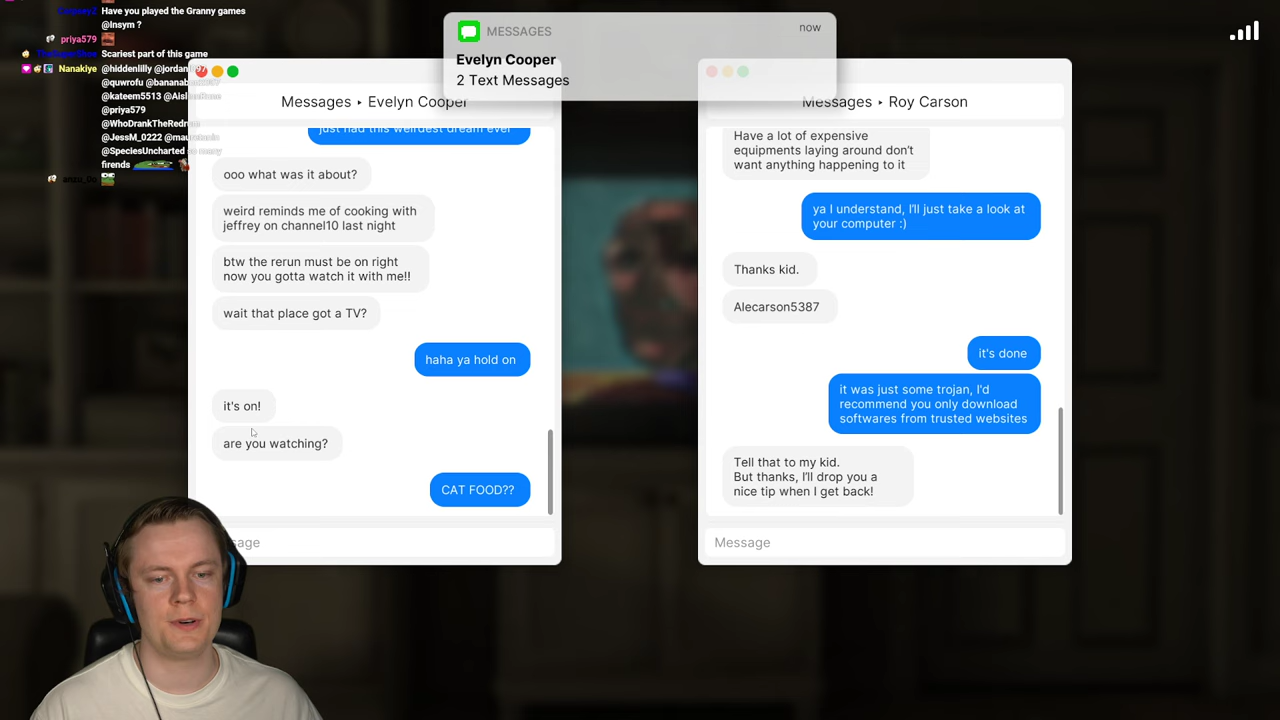 Have you played the Granny games
@Insym ?
priya579
Scariest part of this game
Nanakiye
@hiddenlilly
@kateem5513
@priya579
@WhoDrankTheRedrum
@JessM_0222
@SpeciesUncharted so many
firends
MESSAGES
now
Evelyn Cooper
2 Text Messages
Messages ▸ Evelyn Cooper
just had this weirdest dream ever
ooo what was it about?
weird reminds me of cooking with
jeffrey on channel10 last night
btw the rerun must be on right
now you gotta watch it with me!!
wait that place got a TV?
haha ya hold on
it's on!
are you watching?
CAT FOOD??
Messages ▸ Roy Carson
Have a lot of expensive
equipments laying around don't
want anything happening to it
ya I understand, I'll just take a look at
your computer :)
Thanks kid.
Alecarson5387
it's done
it was just some trojan, I'd
recommend you only download
softwares from trusted websites
Tell that to my kid.
But thanks, I'll drop you a
nice tip when I get back!
Message